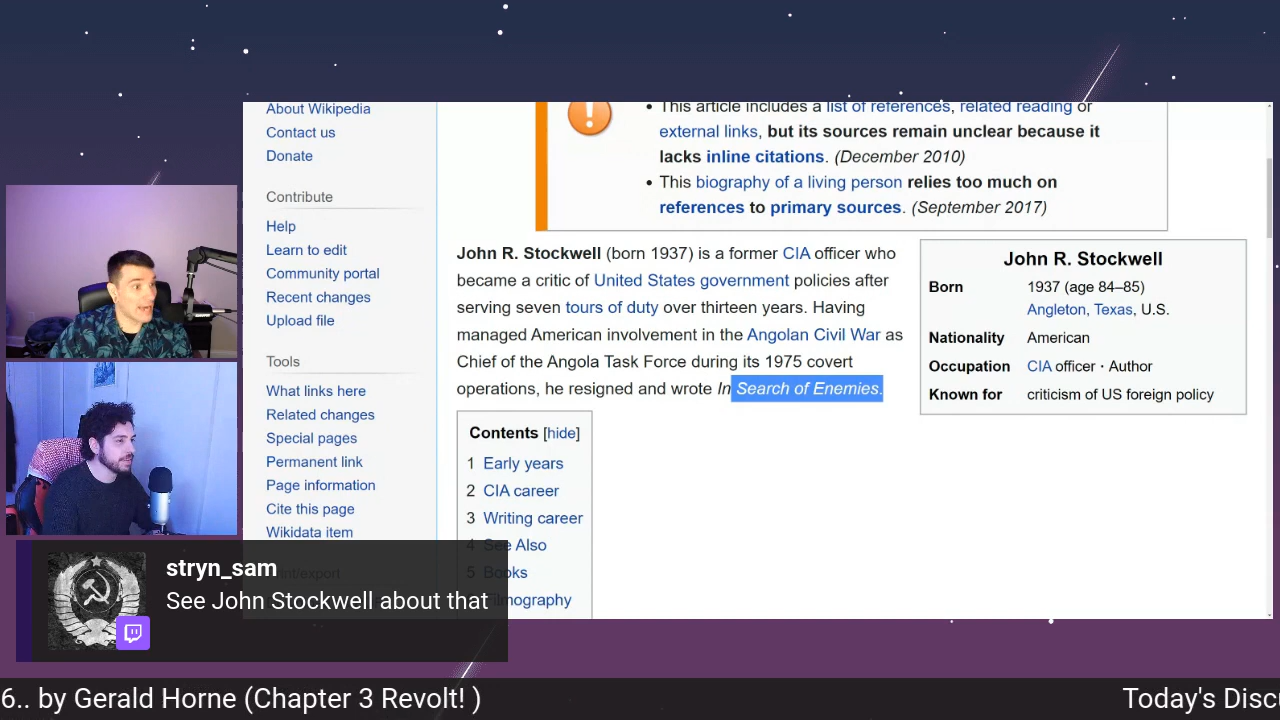 About Wikipedia
Contact us
Donate
Contribute
Help
Learn to edit
Community portal
Recent changes
Upload file
Tools
What links here
Related changes
Special pages
Permanent link
Page information
Cite this page
Wikidata item
• This article includes a list of references, related reading or
external links, but its sources remain unclear because it
lacks inline citations. (December 2010)
• This biography of a living person relies too much on
references to primary sources. (September 2017)
John R. Stockwell (born 1937) is a former CIA officer who
became a critic of United States government policies after
serving seven tours of duty over thirteen years. Having
managed American involvement in the Angolan Civil War as
Chief of the Angola Task Force during its 1975 covert
operations, he resigned and wrote In Search of Enemies.
John R. Stockwell
Born 1937 (age 84–85)
Angleton, Texas, U.S.
Nationality American
Occupation CIA officer · Author
Known for criticism of US foreign policy
Contents [hide]
1 Early years
2 CIA career
3 Writing career
4 See Also
5 Books
Filmography
stryn_sam
See John Stockwell about that
6.. by Gerald Horne (Chapter 3 Revolt! )
Today's